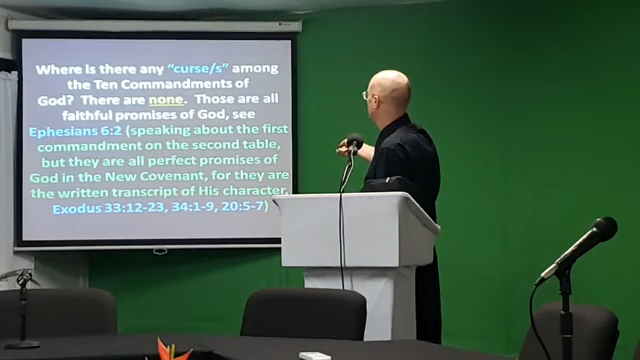 Where is there any “curse/s” among
the Ten Commandments of
God? There are none. Those are all
faithful promises of God, see
Ephesians 6:2 (speaking about the first
commandment on the second table,
but they are all perfect promises of
God in the New Covenant, for they are
the written transcript of His character,
Exodus 33:12-23, 34:1-9, 20:5-7)